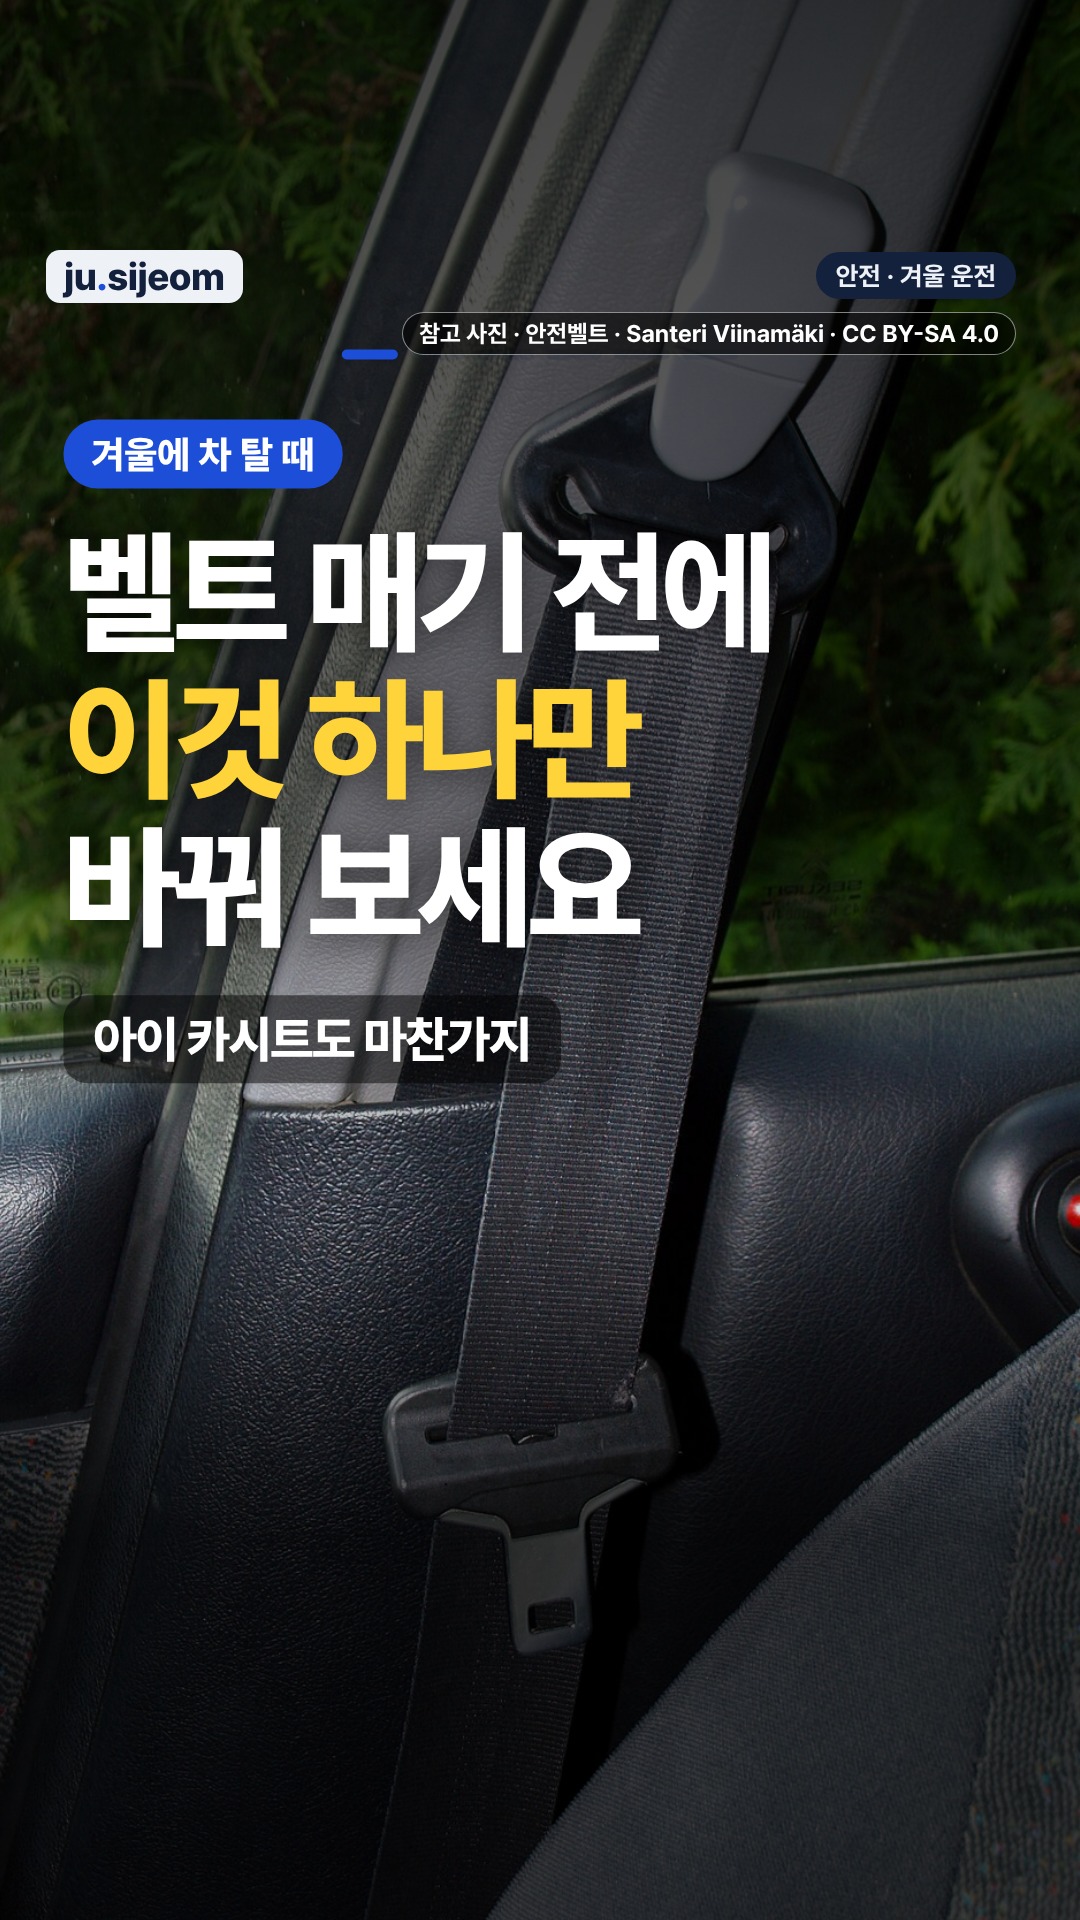 ju.sijeom
안전 · 겨울 운전
참고 사진 · 안전벨트 · Santeri Viinamäki · CC BY-SA 4.0
겨울에 차 탈 때
벨트 매기 전에
이것 하나만
바꿔 보세요
아이 카시트도 마찬가지